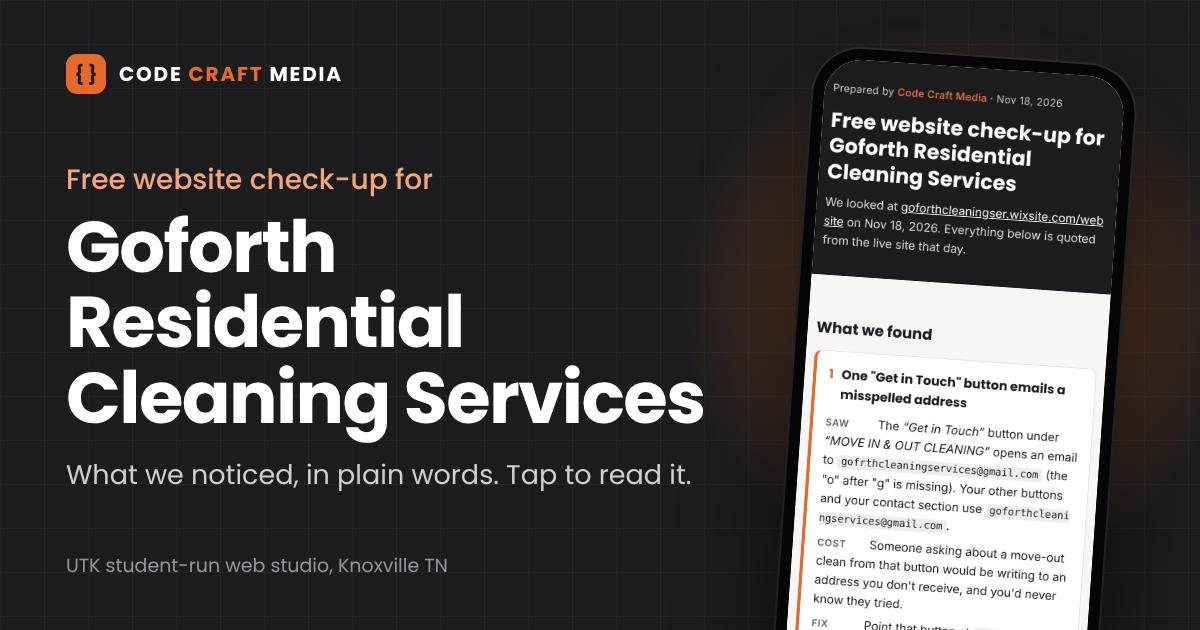 { } CODE CRAFT MEDIA
Free website check-up for
Goforth
Residential
Cleaning Services
What we noticed, in plain words. Tap to read it.
UTK student-run web studio, Knoxville TN
Prepared by Code Craft Media · Nov 18, 2026
Free website check-up for
Goforth Residential
Cleaning Services
We looked at goforthcleaningser.wixsite.com/web
site on Nov 18, 2026. Everything below is quoted
from the live site that day.
What we found
1 One "Get in Touch" button emails a
misspelled address
SAW The “Get in Touch” button under
“MOVE IN & OUT CLEANING” opens an email
to gofrthcleaningservices@gmail.com (the
"o" after "g" is missing). Your other buttons
and your contact section use goforthcleani
ngservices@gmail.com.
COST Someone asking about a move-out
clean from that button would be writing to an
address you don't receive, and you'd never
know they tried.
FIX Point that button